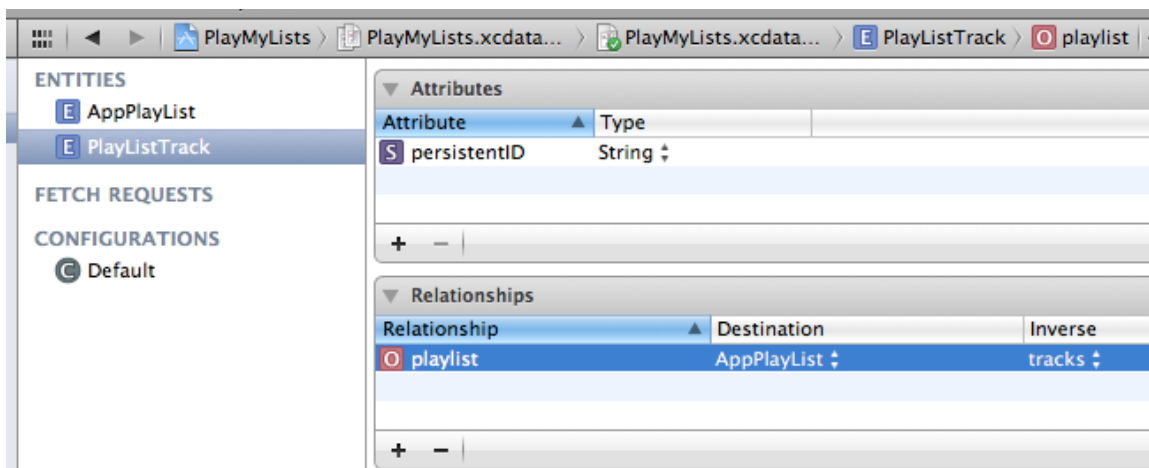 PlayMyLists PlayMyLists.xcdata... PlayMyLists.xcdata... E PlayListTrack O playlist
ENTITIES
E AppPlayList
E PlayListTrack
FETCH REQUESTS
CONFIGURATIONS
C Default
Attributes
Attribute Type
S persistentID String
+ −
Relationships
Relationship Destination Inverse
O playlist AppPlayList tracks
+ −